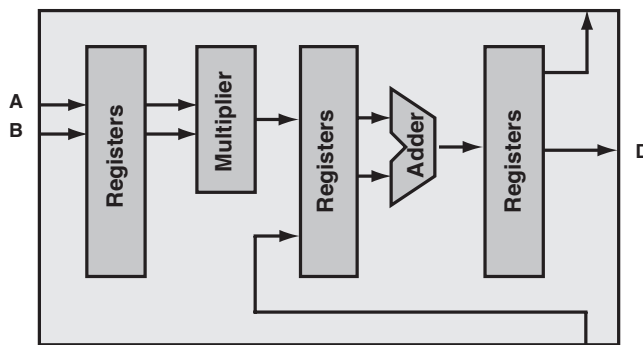 A
B
Registers
Multiplier
Registers
Adder
Registers
D